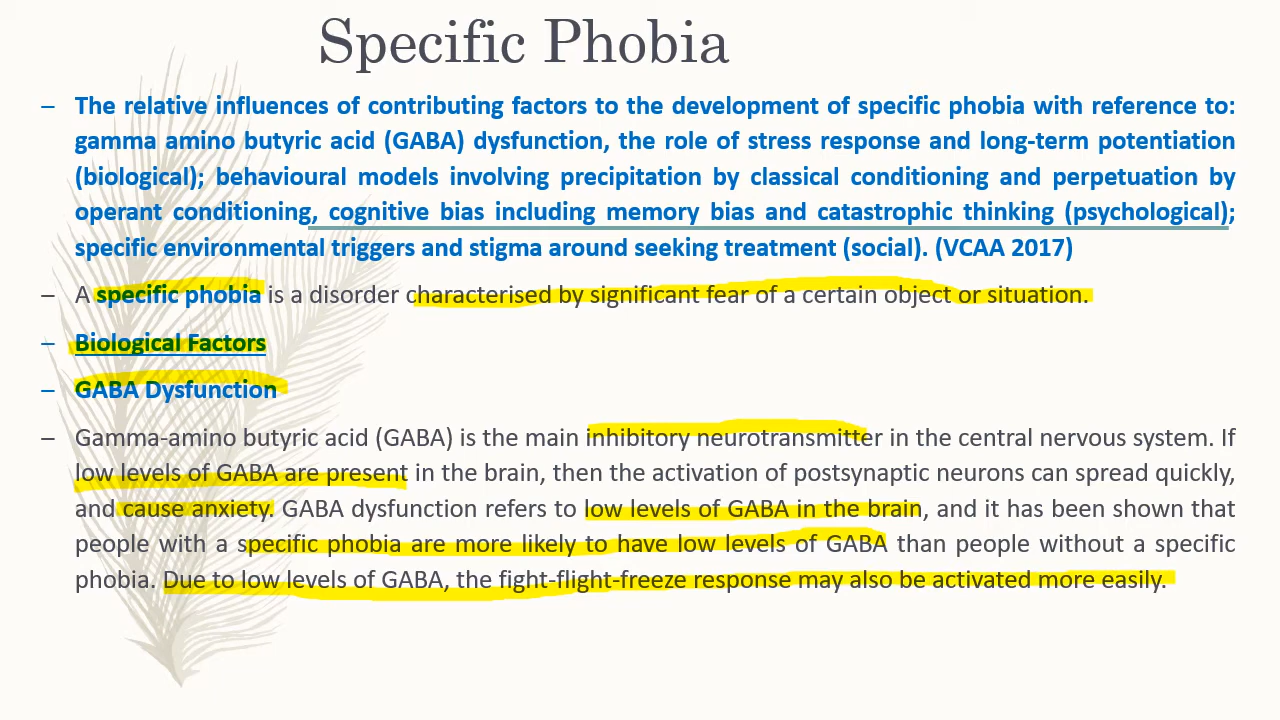 Specific Phobia
– The relative influences of contributing factors to the development of specific phobia with reference to:
gamma amino butyric acid (GABA) dysfunction, the role of stress response and long-term potentiation
(biological); behavioural models involving precipitation by classical conditioning and perpetuation by
operant conditioning, cognitive bias including memory bias and catastrophic thinking (psychological);
specific environmental triggers and stigma around seeking treatment (social). (VCAA 2017)
– A specific phobia is a disorder characterised by significant fear of a certain object or situation.
– Biological Factors
– GABA Dysfunction
– Gamma-amino butyric acid (GABA) is the main inhibitory neurotransmitter in the central nervous system. If
low levels of GABA are present in the brain, then the activation of postsynaptic neurons can spread quickly,
and cause anxiety. GABA dysfunction refers to low levels of GABA in the brain, and it has been shown that
people with a specific phobia are more likely to have low levels of GABA than people without a specific
phobia. Due to low levels of GABA, the fight-flight-freeze response may also be activated more easily.